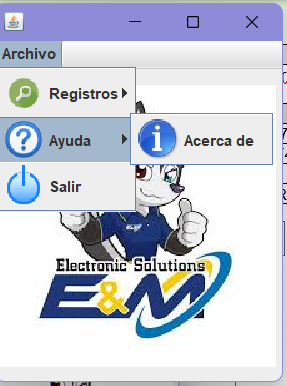 Archivo
Registros
Ayuda
Acerca de
Salir
Electronic Solutions
E&M